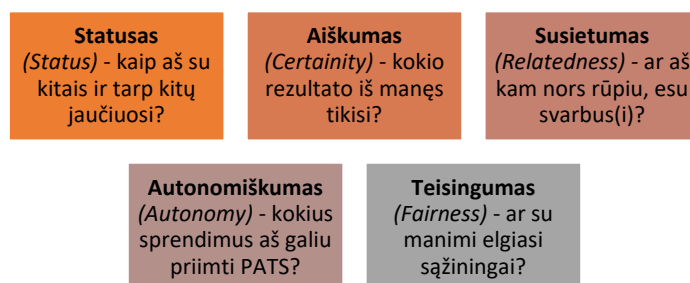 Statusas
(Status) - kaip aš su
kitais ir tarp kitų
jaučiuosi?
Aiškumas
(Certainity) - kokio
rezultato iš manęs
tikisi?
Susietumas
(Relatedness) - ar aš
kam nors rūpiu, esu
svarbus(i)?
Autonomiškumas
(Autonomy) - kokius
sprendimus aš galiu
priimti PATS?
Teisingumas
(Fairness) - ar su
manimi elgiasi
sąžiningai?